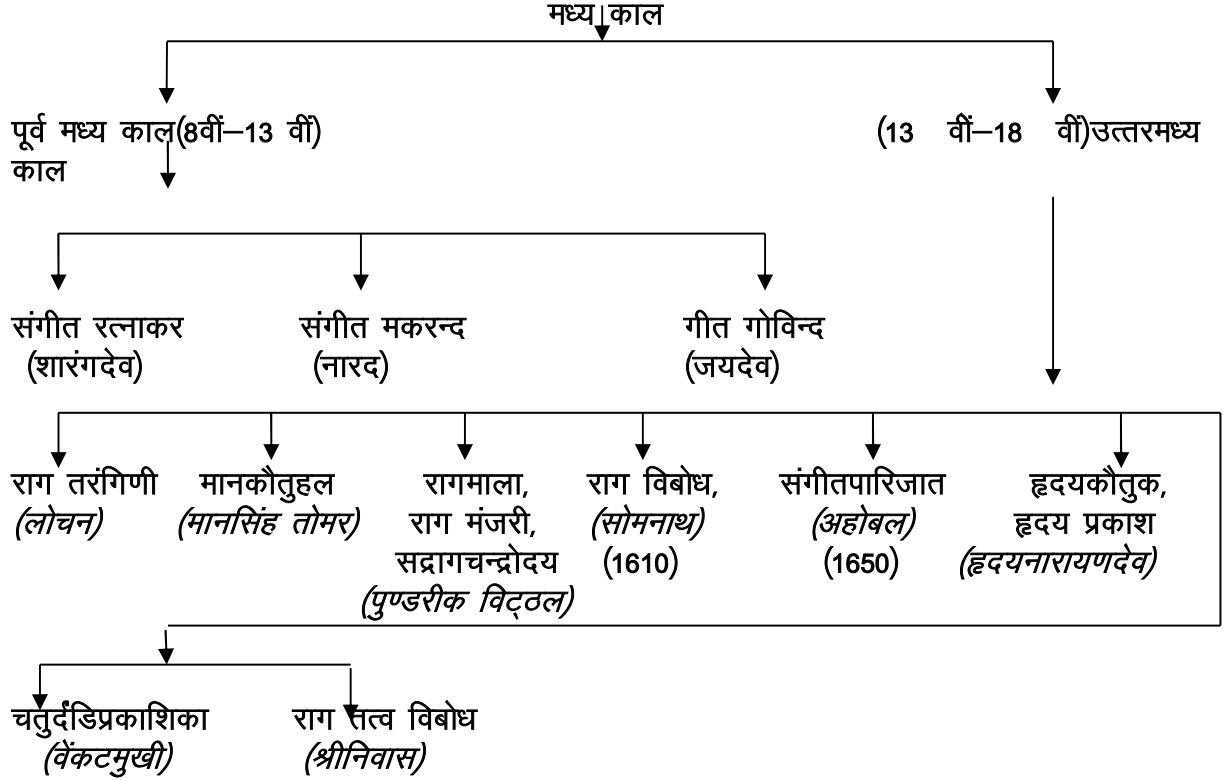 मध्य काल
पूर्व मध्य काल(8वीं–13 वीं) (13 वीं–18 वीं)उत्तरमध्य
काल
संगीत रत्नाकर संगीत मकरन्द गीत गोविन्द
(शारंगदेव) (नारद) (जयदेव)
राग तरंगिणी मानकौतुहल रागमाला, राग विबोध, संगीतपारिजात हृदयकौतुक,
(लोचन) (मानसिंह तोमर) राग मंजरी, (सोमनाथ) (अहोबल) हृदय प्रकाश
सद्रागचन्द्रोदय (1610) (1650) (हृदयनारायणदेव)
(पुण्डरीक विट्ठल)
चतुर्दंडिप्रकाशिका राग तत्व विबोध
(वेंकटमुखी) (श्रीनिवास)